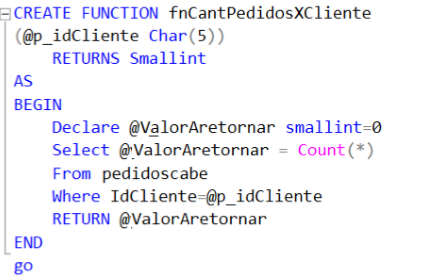 CREATE FUNCTION fnCantPedidosXCliente
(@p_idCliente Char(5))
    RETURNS Smallint
AS
BEGIN
    Declare @ValorAretornar smallint=0
    Select @ValorAretornar = Count(*)
    From pedidoscabe
    Where IdCliente=@p_idCliente
    RETURN @ValorAretornar
END
go